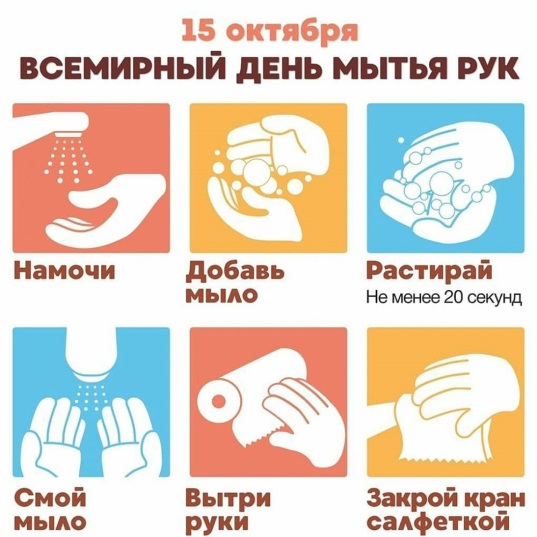 15 октября
ВСЕМИРНЫЙ ДЕНЬ МЫТЬЯ РУК
Намочи
Добавь
мыло
Растирай
Не менее 20 секунд
Смой
мыло
Вытри
руки
Закрой кран
салфеткой